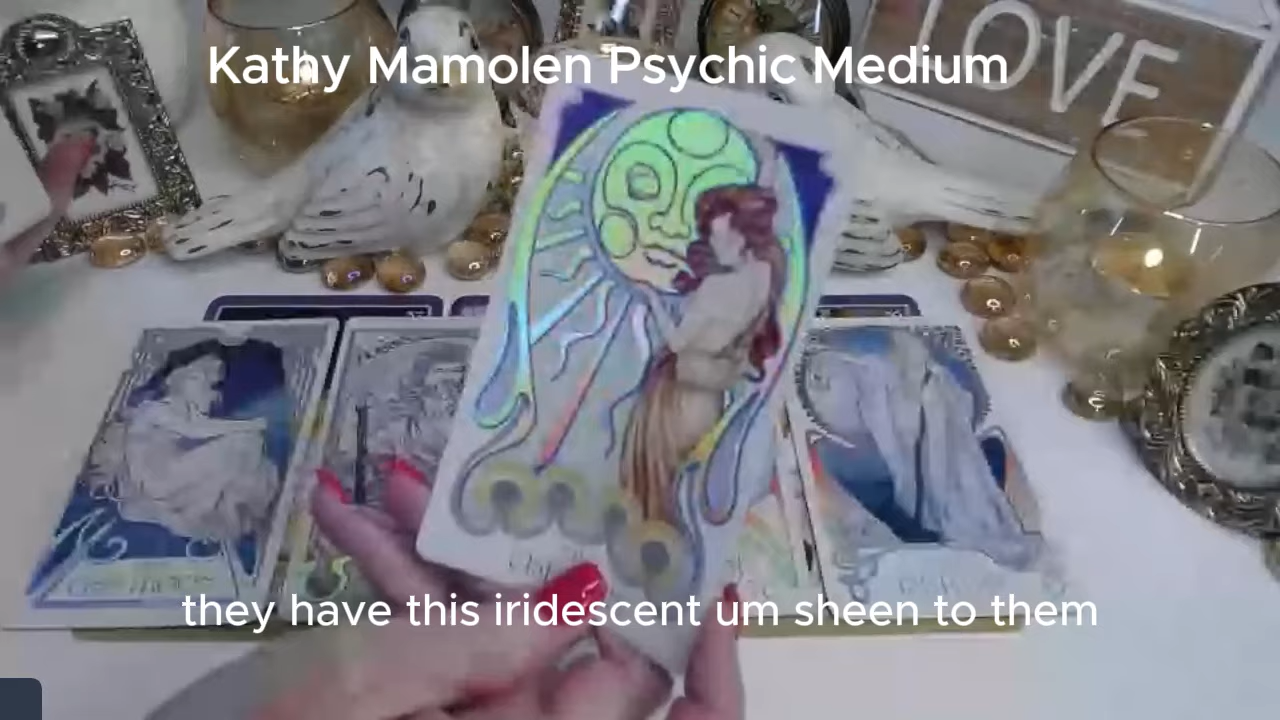 Kathy Mamolen Psychic Medium
LOVE
they have this iridescent um sheen to them